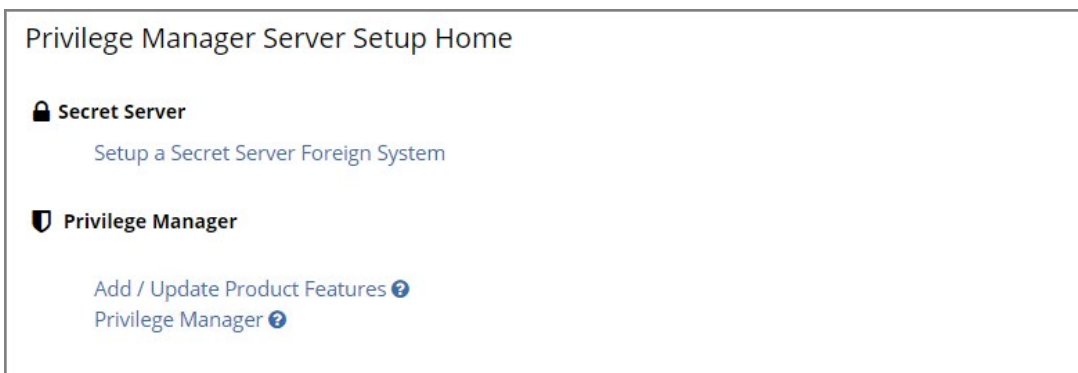 Privilege Manager Server Setup Home
Secret Server
Setup a Secret Server Foreign System
Privilege Manager
Add / Update Product Features ?
Privilege Manager ?